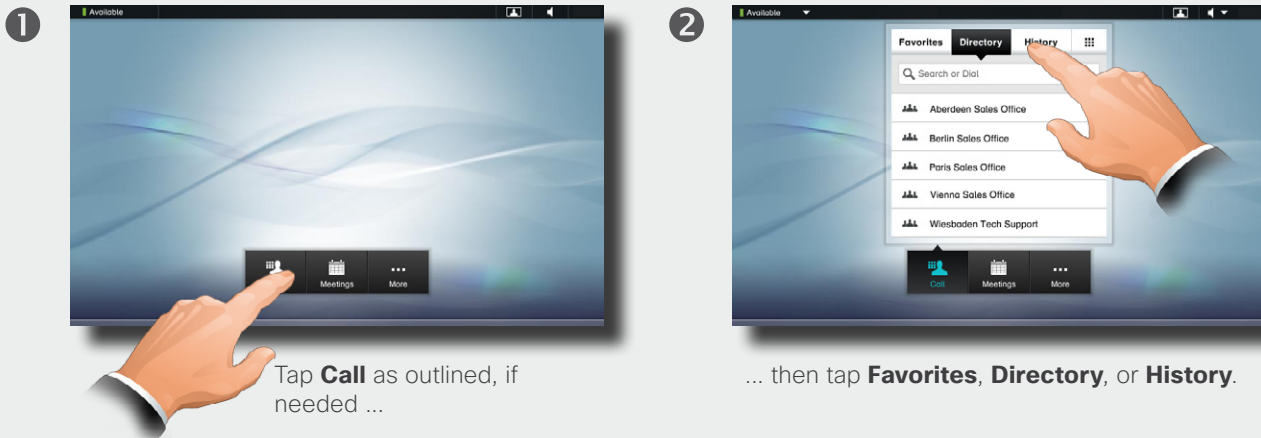 1
Available
Meetings
More
Tap Call as outlined, if
needed ...
2
Available
Favorites Directory History
Search or Dial
Aberdeen Sales Office
Berlin Sales Office
Paris Sales Office
Vienna Sales Office
Wiesbaden Tech Support
Call Meetings More
... then tap Favorites, Directory, or History.